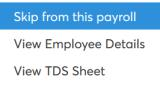 Skip from this payroll
View Employee Details
View TDS Sheet